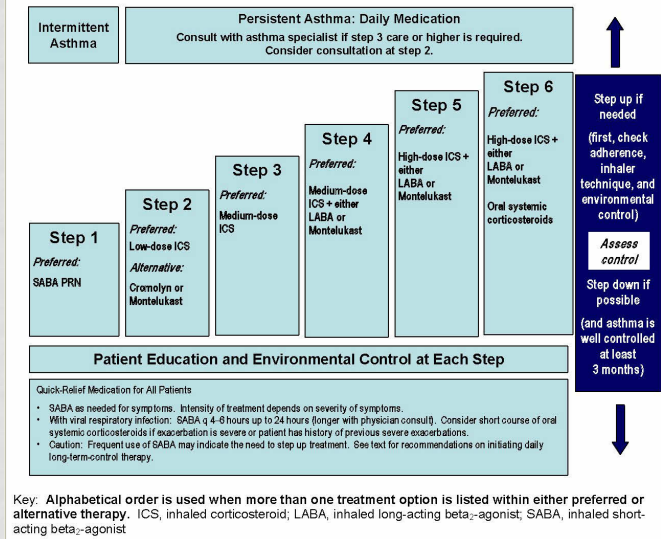 Intermittent
Asthma
Persistent Asthma: Daily Medication
Consult with asthma specialist if step 3 care or higher is required.
Consider consultation at step 2.
Step 1
Preferred:
SABA PRN
Step 2
Preferred:
Low-dose ICS
Alternative:
Cromolyn or
Montelukast
Step 3
Preferred:
Medium-dose
ICS
Step 4
Preferred:
Medium-dose
ICS + either
LABA or
Montelukast
Step 5
Preferred:
High-dose ICS +
either
LABA or
Montelukast
Step 6
Preferred:
High-dose ICS +
either
LABA or
Montelukast
Oral systemic
corticosteroids
Step up if
needed
(first, check
adherence,
inhaler
technique, and
environmental
control)
Assess
control
Step down if
possible
(and asthma is
well controlled
at least
3 months)
Patient Education and Environmental Control at Each Step
Quick-Relief Medication for All Patients
• SABA as needed for symptoms. Intensity of treatment depends on severity of symptoms.
• With viral respiratory infection: SABA q 4–6 hours up to 24 hours (longer with physician consult). Consider short course of oral
systemic corticosteroids if exacerbation is severe or patient has history of previous severe exacerbations.
• Caution: Frequent use of SABA may indicate the need to step up treatment. See text for recommendations on initiating daily
long-term-control therapy.
Key: Alphabetical order is used when more than one treatment option is listed within either preferred or
alternative therapy. ICS, inhaled corticosteroid; LABA, inhaled long-acting beta₂-agonist; SABA, inhaled short-
acting beta₂-agonist